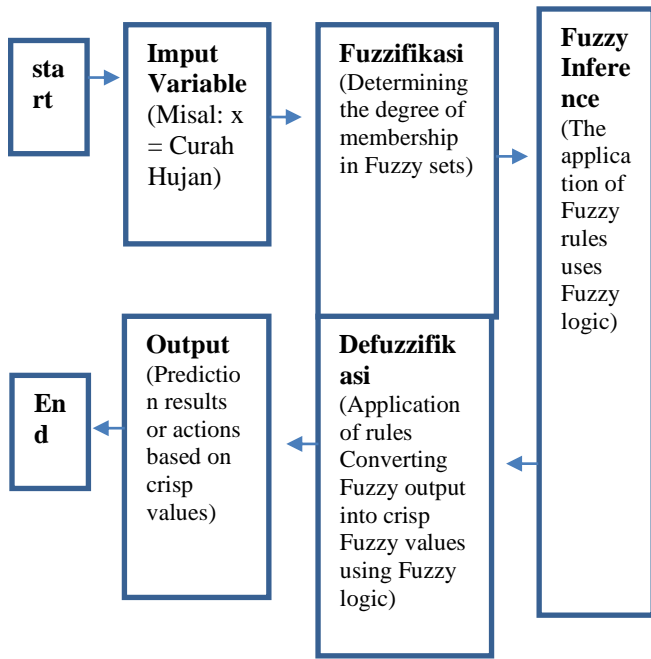 sta
rt
Imput
Variable
(Misal: x
= Curah
Hujan)
Fuzzifikasi
(Determining
the degree of
membership
in Fuzzy sets)
Fuzzy
Infere
nce
(The
applica
tion of
Fuzzy
rules
uses
Fuzzy
logic)
Defuzzifik
asi
(Application
of rules
Converting
Fuzzy output
into crisp
Fuzzy values
using Fuzzy
logic)
Output
(Predictio
n results
or actions
based on
crisp
values)
En
d